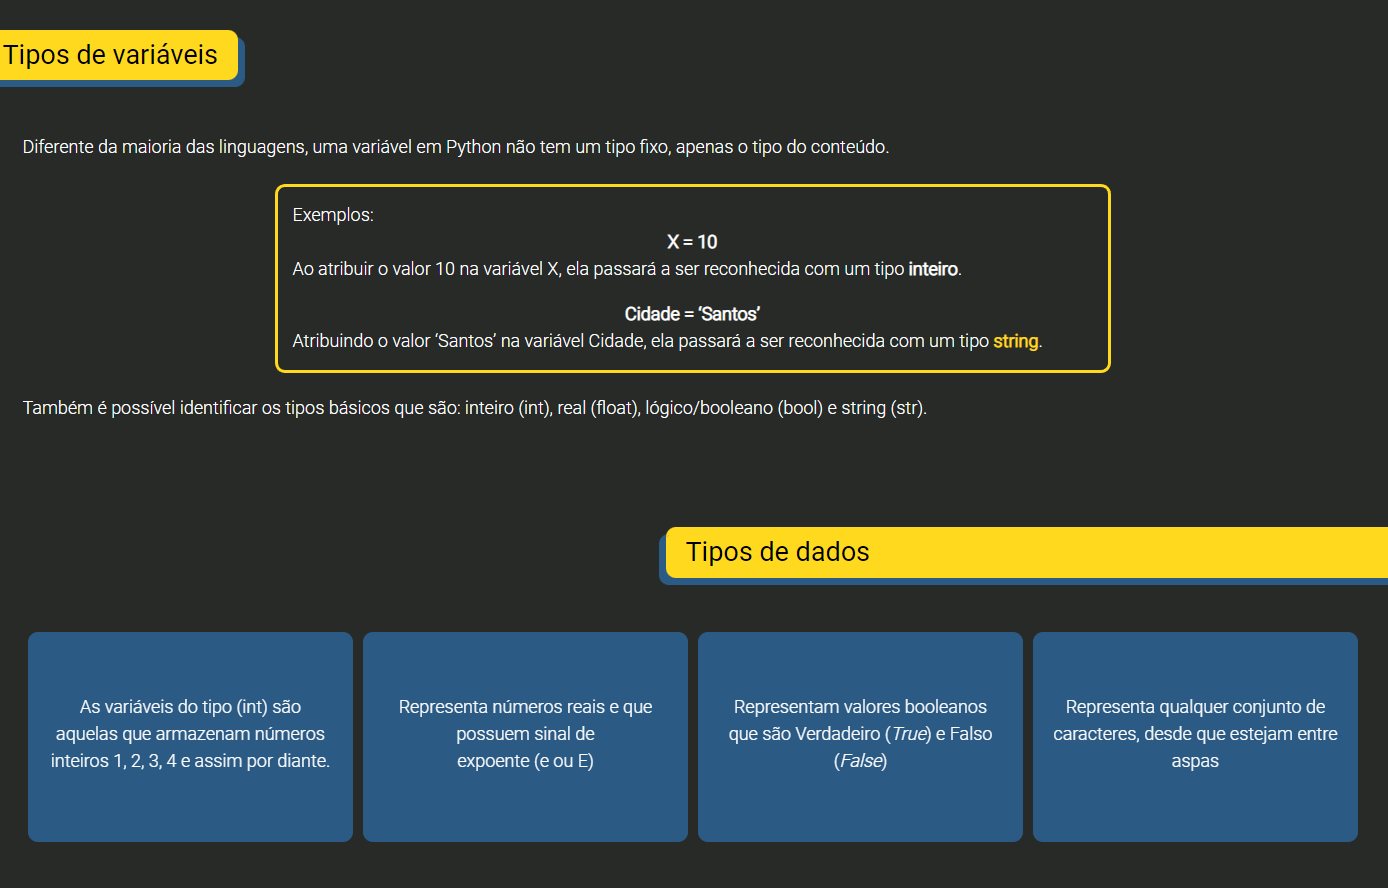 Tipos de variáveis
Diferente da maioria das linguagens, uma variável em Python não tem um tipo fixo, apenas o tipo do conteúdo.
Exemplos:
X = 10
Ao atribuir o valor 10 na variável X, ela passará a ser reconhecida com um tipo inteiro.
Cidade = ‘Santos’
Atribuindo o valor ‘Santos’ na variável Cidade, ela passará a ser reconhecida com um tipo string.
Também é possível identificar os tipos básicos que são: inteiro (int), real (float), lógico/booleano (bool) e string (str).
Tipos de dados
As variáveis do tipo (int) são
aquelas que armazenam números
inteiros 1, 2, 3, 4 e assim por diante.
Representa números reais e que
possuem sinal de
expoente (e ou E)
Representam valores booleanos
que são Verdadeiro (True) e Falso
(False)
Representa qualquer conjunto de
caracteres, desde que estejam entre
aspas